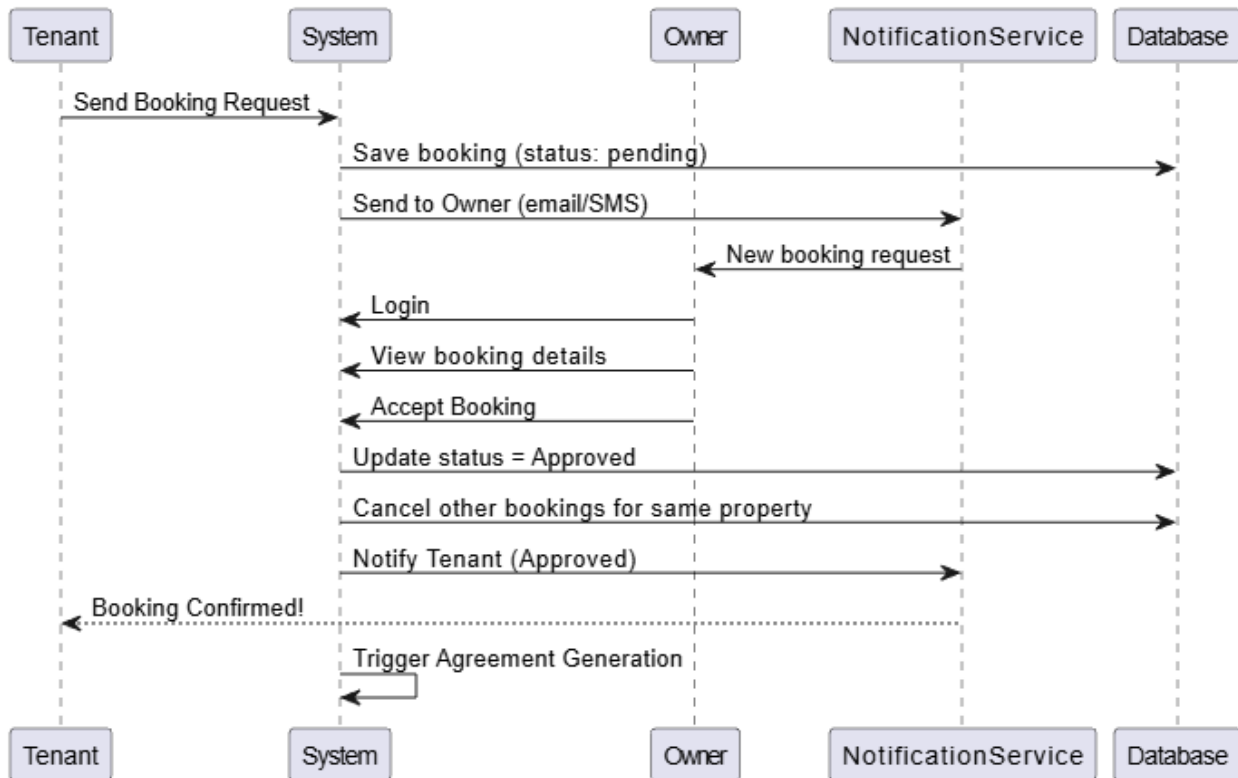 Tenant
System
Owner
NotificationService
Database
Send Booking Request
Save booking (status: pending)
Send to Owner (email/SMS)
New booking request
Login
View booking details
Accept Booking
Update status = Approved
Cancel other bookings for same property
Notify Tenant (Approved)
Booking Confirmed!
Trigger Agreement Generation
Tenant
System
Owner
NotificationService
Database